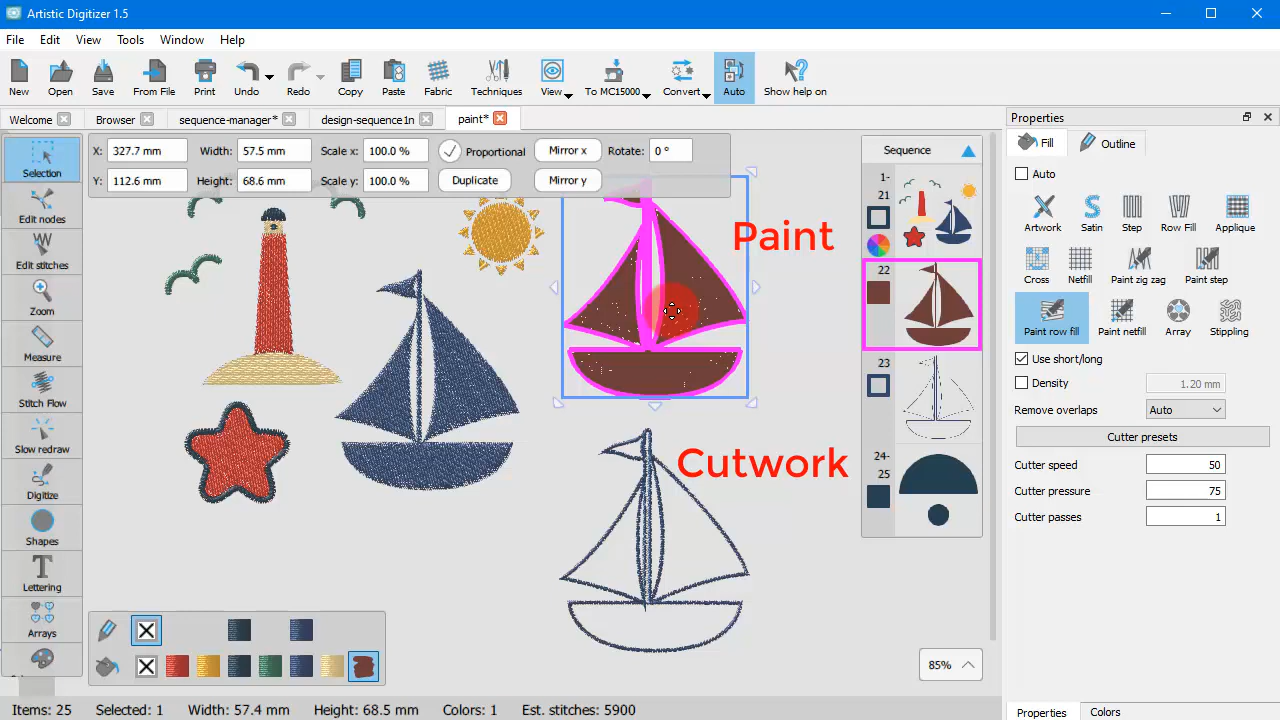 Artistic Digitizer 1.5
File Edit View Tools Window Help
New Open Save From File Print Undo Redo Copy Paste Fabric Techniques View To MC15000 Convert Auto Show help on
Welcome Browser sequence-manager* design-sequence1n paint*
X: 327.7 mm Width: 57.5 mm Scale x: 100.0 % Proportional Mirror x Rotate: 0 °
Y: 112.6 mm Height: 68.6 mm Scale y: 100.0 % Duplicate Mirror y
Selection
Edit nodes
Edit stitches
Zoom
Measure
Stitch Flow
Slow redraw
Digitize
Shapes
Lettering
Arrays
Paint
Cutwork
Sequence
1-
21
22
23
24-
25
85%
Properties
Fill Outline
Auto
Artwork Satin Step Row Fill Applique
Cross Netfill Paint zig zag Paint step
Paint row fill Paint netfill Array Stippling
Use short/long
Density 1.20 mm
Remove overlaps Auto
Cutter presets
Cutter speed 50
Cutter pressure 75
Cutter passes 1
Properties Colors
Items: 25 Selected: 1 Width: 57.4 mm Height: 68.5 mm Colors: 1 Est. stitches: 5900